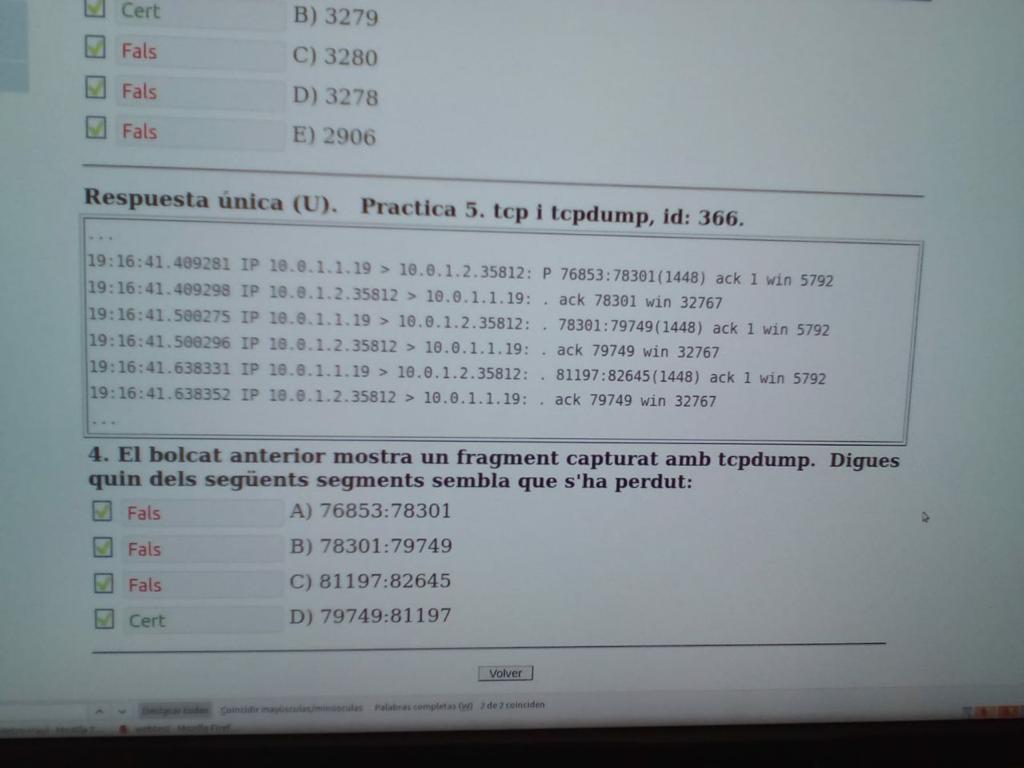 Cert B) 3279
Fals C) 3280
Fals D) 3278
Fals E) 2906
Respuesta única (U). Practica 5. tcp i tcpdump, id: 366.
...
19:16:41.409281 IP 10.0.1.1.19 > 10.0.1.2.35812: P 76853:78301(1448) ack 1 win 5792
19:16:41.409298 IP 10.0.1.2.35812 > 10.0.1.1.19: . ack 78301 win 32767
19:16:41.500275 IP 10.0.1.1.19 > 10.0.1.2.35812: . 78301:79749(1448) ack 1 win 5792
19:16:41.500296 IP 10.0.1.2.35812 > 10.0.1.1.19: . ack 79749 win 32767
19:16:41.638331 IP 10.0.1.1.19 > 10.0.1.2.35812: . 81197:82645(1448) ack 1 win 5792
19:16:41.638352 IP 10.0.1.2.35812 > 10.0.1.1.19: . ack 79749 win 32767
...
4. El bolcat anterior mostra un fragment capturat amb tcpdump. Digues
quin dels següents segments sembla que s'ha perdut:
Fals A) 76853:78301
Fals B) 78301:79749
Fals C) 81197:82645
Cert D) 79749:81197
Volver
Coincidir mayúsculas/minúsculas Palabras completas (W) 2 de 2 coinciden